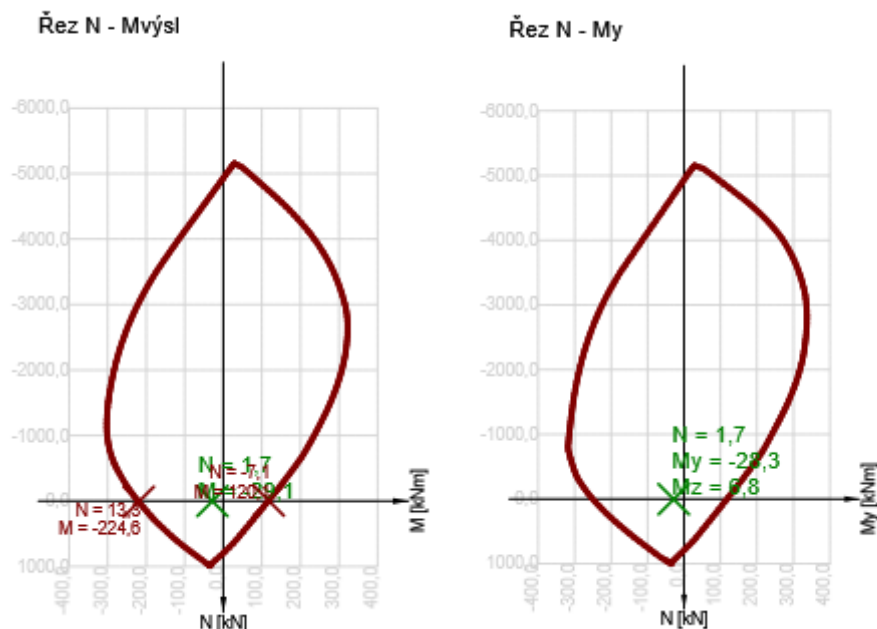 Řez N - Mvýsl
Řez N - My
-6000,0
-5000,0
-4000,0
-3000,0
-2000,0
-1000,0
0,0
1000,0
-400,0
-300,0
-200,0
-100,0
0,0
100,0
200,0
300,0
400,0
N = 1,7
N = -7,1
N = 13,3
M = -224,6
M [kNm]
N [kN]
-6000,0
-5000,0
-4000,0
-3000,0
-2000,0
-1000,0
0,0
1000,0
-400,0
-300,0
-200,0
-100,0
0,0
100,0
200,0
300,0
400,0
N = 1,7
My = -28,3
Mz = 6,8
My [kNm]
N [kN]